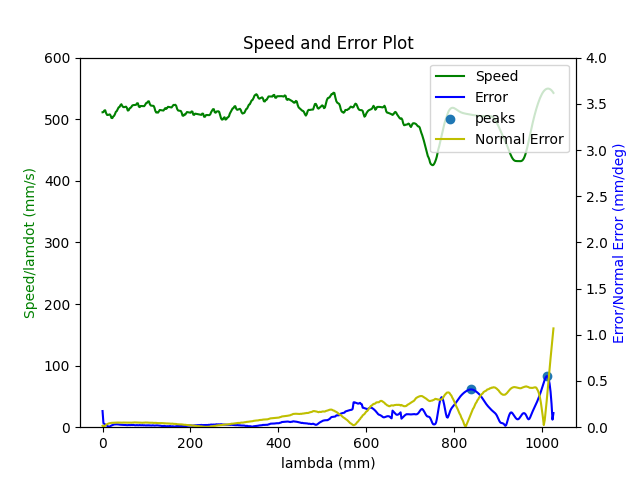 Speed and Error Plot
600
500
400
300
200
100
0
Speed/lamdot (mm/s)
4.0
3.5
3.0
2.5
2.0
1.5
1.0
0.5
0.0
Error/Normal Error (mm/deg)
Speed
Error
peaks
Normal Error
0 200 400 600 800 1000
lambda (mm)